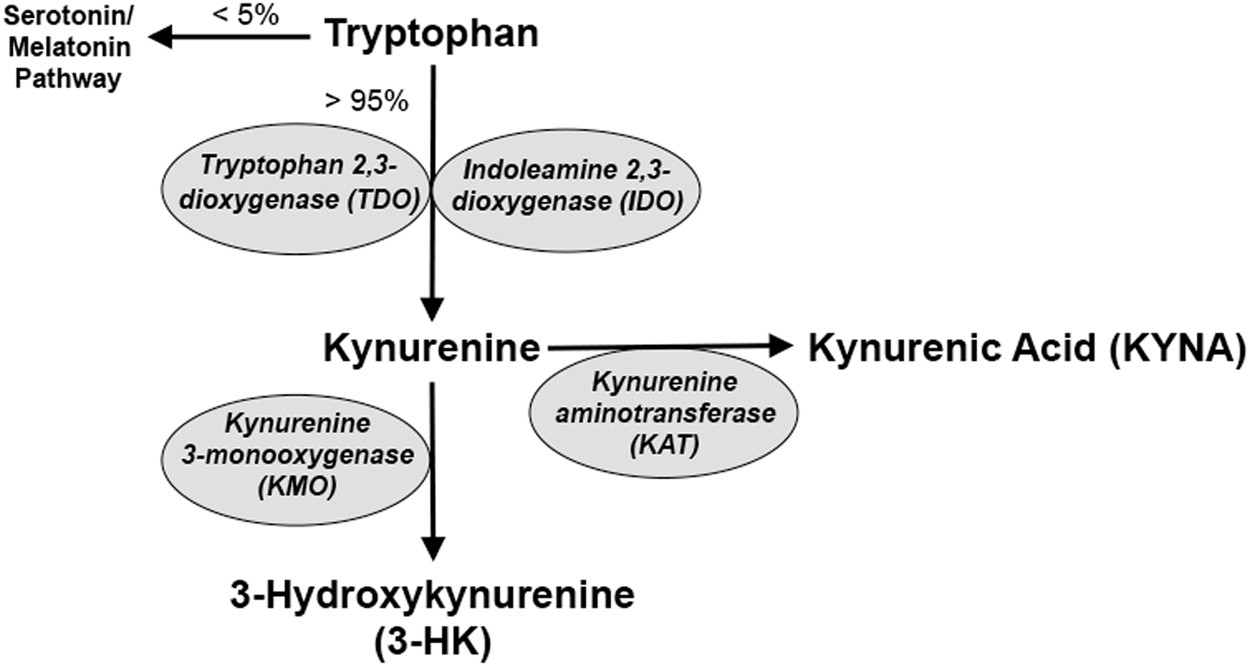 Serotonin/
Melatonin
Pathway
< 5%
Tryptophan
> 95%
Tryptophan 2,3-
dioxygenase (TDO)
Indoleamine 2,3-
dioxygenase (IDO)
Kynurenine
Kynurenic Acid (KYNA)
Kynurenine
aminotransferase
(KAT)
Kynurenine
3-monooxygenase
(KMO)
3-Hydroxykynurenine
(3-HK)